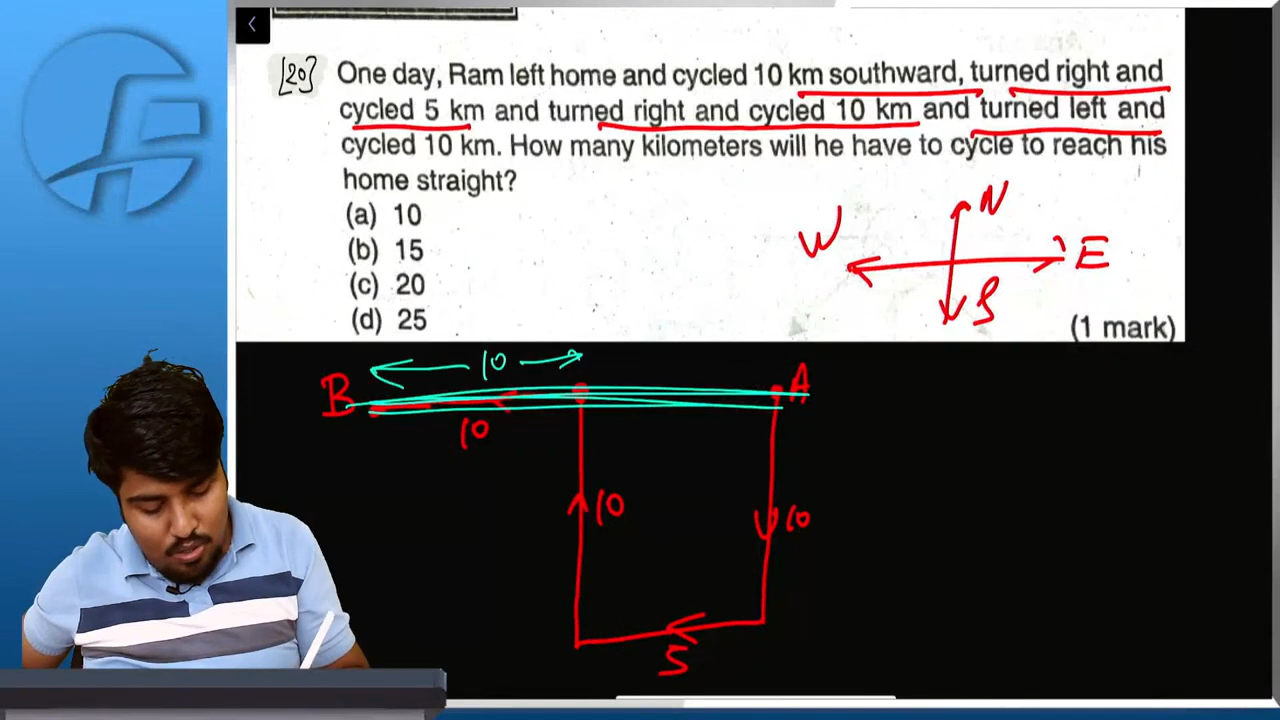 [20] One day, Ram left home and cycled 10 km southward, turned right and
cycled 5 km and turned right and cycled 10 km and turned left and
cycled 10 km. How many kilometers will he have to cycle to reach his
home straight?
(a) 10
(b) 15
(c) 20
(d) 25
(1 mark)
N
W
E
S
10
B
A
10
10
10
5